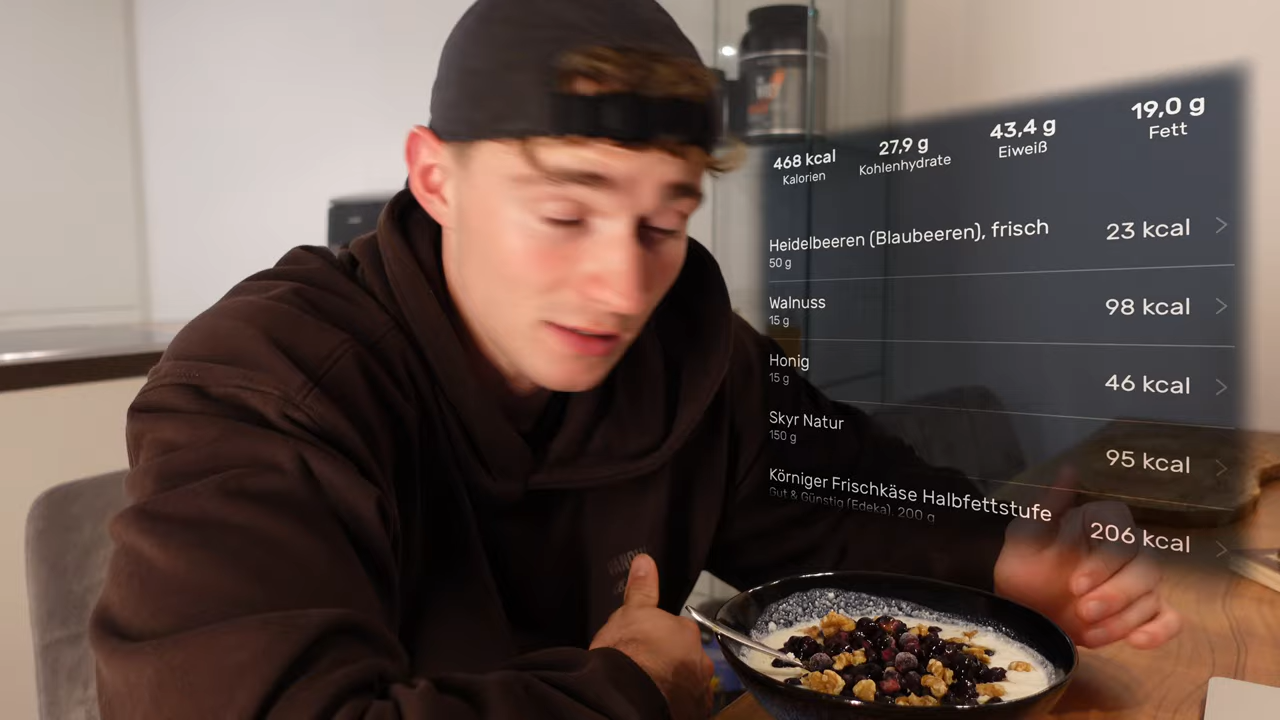 468 kcal 27,9 g 43,4 g 19,0 g
Kalorien Kohlenhydrate Eiweiß Fett
Heidelbeeren (Blaubeeren), frisch 23 kcal
50 g
Walnuss 98 kcal
15 g
Honig 46 kcal
15 g
Skyr Natur 95 kcal
150 g
Körniger Frischkäse Halbfettstufe 206 kcal
Gut & Günstig (Edeka), 200 g